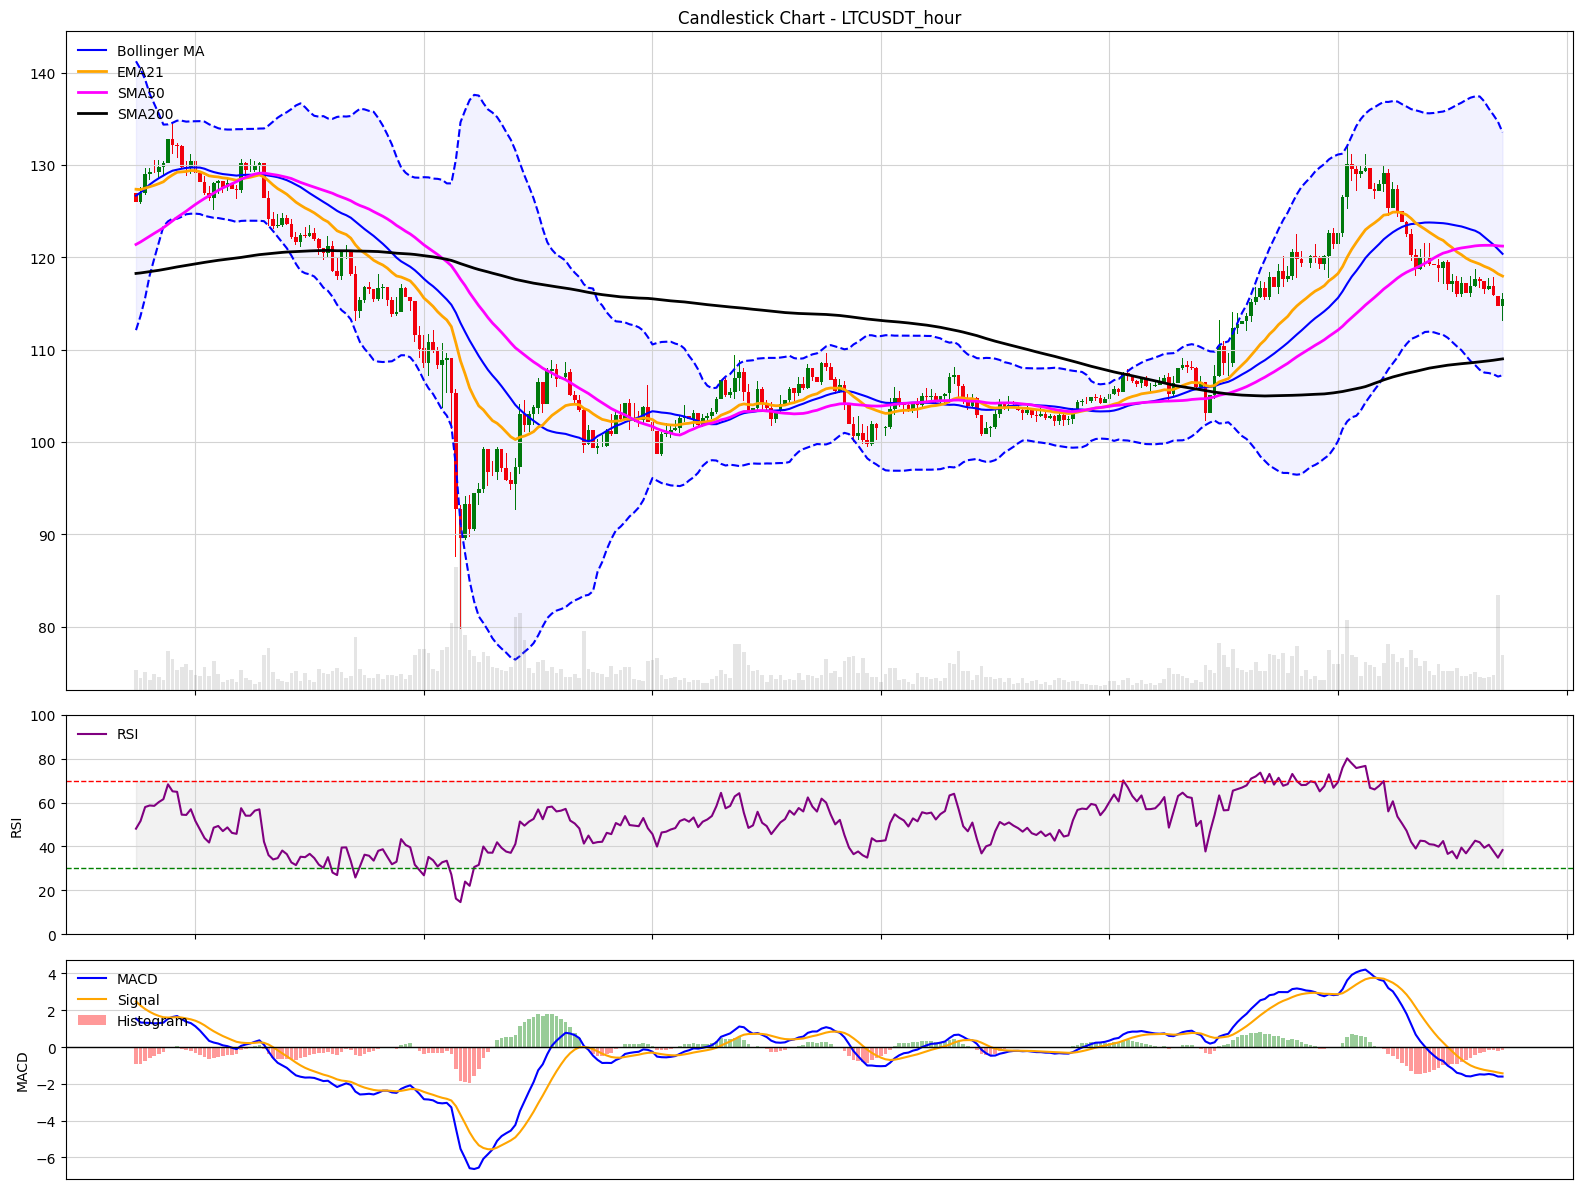 Candlestick Chart - LTCUSDT_hour
Bollinger MA
EMA21
SMA50
SMA200
140
130
120
110
100
90
80
RSI
100
80
60
40
20
0
RSI
MACD
Signal
Histogram
4
2
0
−2
−4
−6
MACD